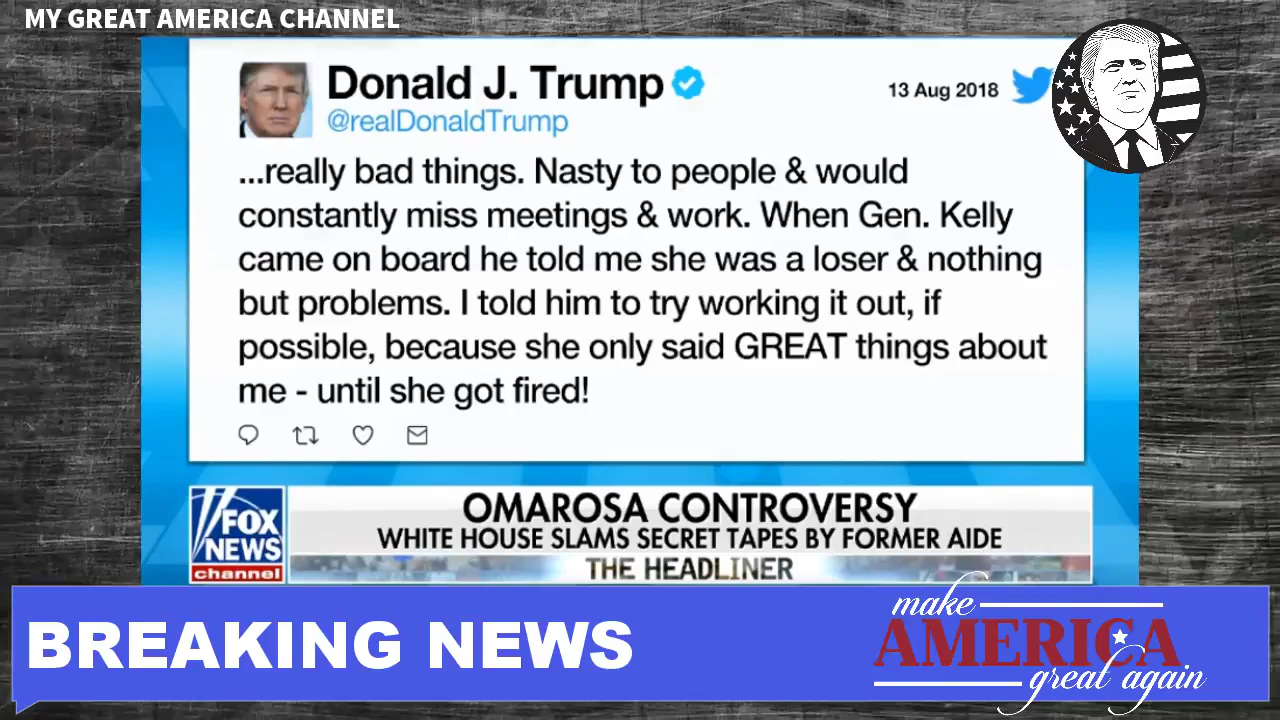 MY GREAT AMERICA CHANNEL
Donald J. Trump
13 Aug 2018
@realDonaldTrump
...really bad things. Nasty to people & would
constantly miss meetings & work. When Gen. Kelly
came on board he told me she was a loser & nothing
but problems. I told him to try working it out, if
possible, because she only said GREAT things about
me - until she got fired!
FOX
NEWS
channel
OMAROSA CONTROVERSY
WHITE HOUSE SLAMS SECRET TAPES BY FORMER AIDE
THE HEADLINER
BREAKING NEWS
make
AMERICA
great again